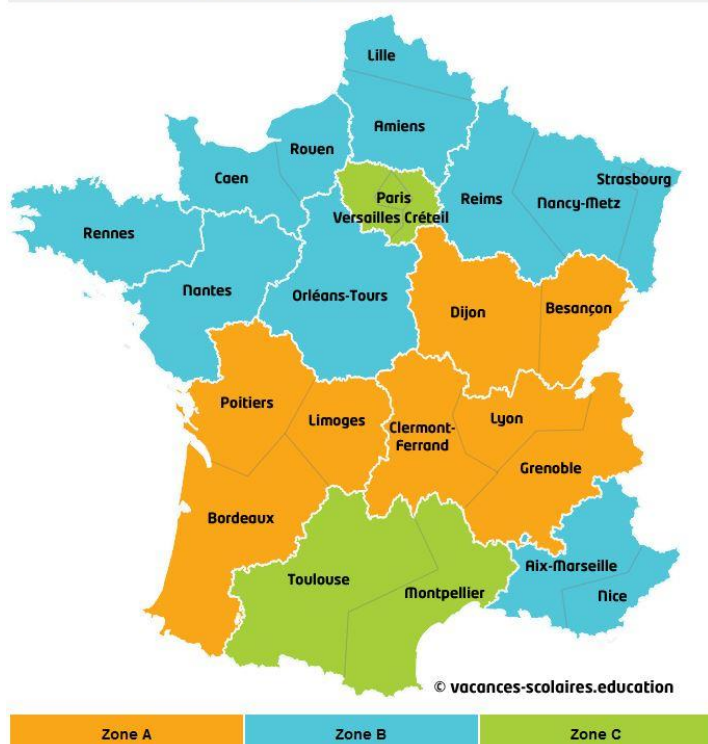 Lille
Amiens
Rouen
Caen
Paris
Versailles Créteil
Reims
Nancy-Metz
Strasbourg
Rennes
Nantes
Orléans-Tours
Dijon
Besançon
Poitiers
Limoges
Clermont-
Ferrand
Lyon
Grenoble
Bordeaux
Toulouse
Montpellier
Aix-Marseille
Nice
© vacances-scolaires.education
Zone A
Zone B
Zone C